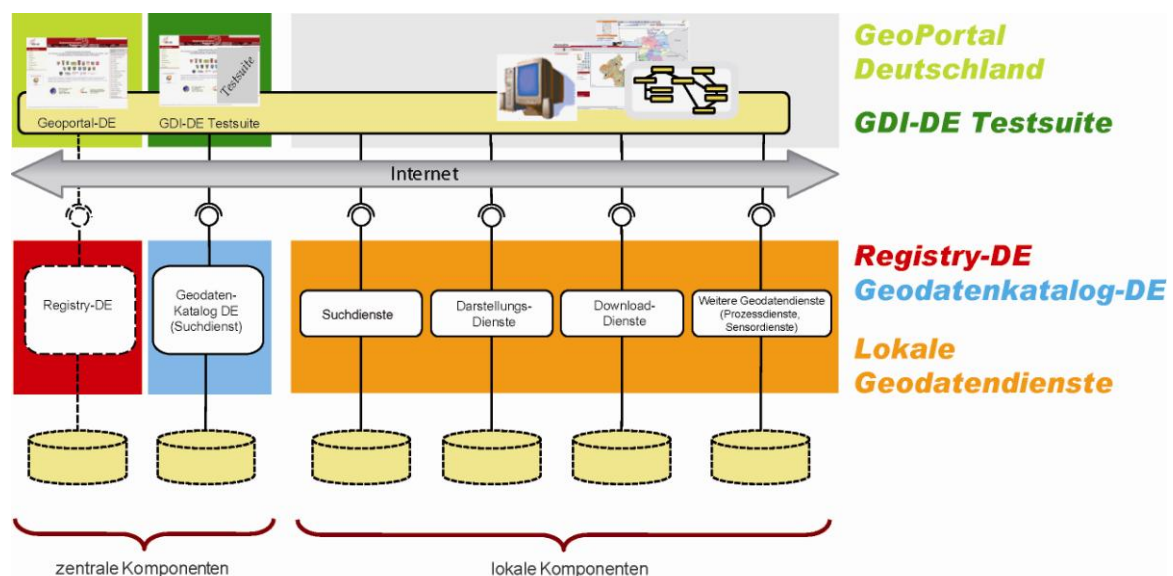 GeoPortal
Deutschland
GDI-DE Testsuite
Testsuite
Geoportal-DE
GDI-DE Testsuite
Internet
Registry-DE
Geodatenkatalog-DE
Lokale
Geodatendienste
Registry-DE
Geodaten-
Katalog DE
(Suchdienst)
Suchdienste
Darstellungs-
Dienste
Download-
Dienste
Weitere Geodatendienste
(Prozessdienste,
Sensordienste)
zentrale Komponenten
lokale Komponenten